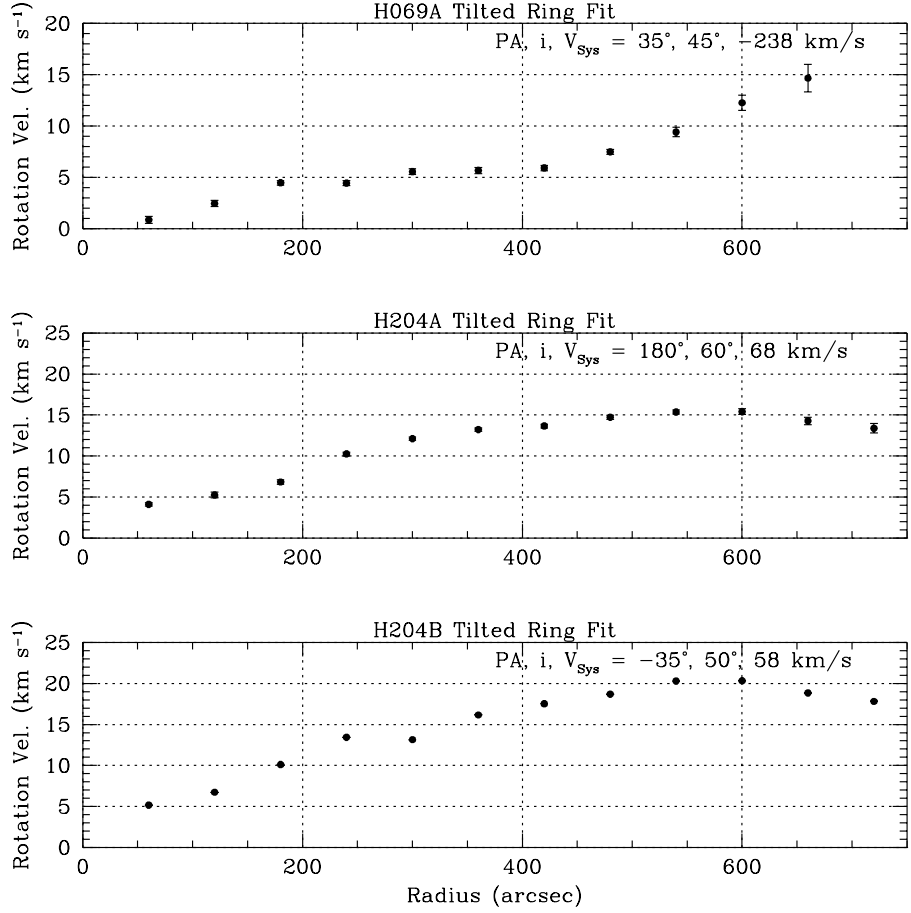 H069A Tilted Ring Fit
PA, i, V_Sys = 35°, 45°, −238 km/s
Rotation Vel. (km s⁻¹)
20
15
10
5
0
0 200 400 600
H204A Tilted Ring Fit
PA, i, V_Sys = 180°, 60°, 68 km/s
Rotation Vel. (km s⁻¹)
25
20
15
10
5
0
0 200 400 600
H204B Tilted Ring Fit
PA, i, V_Sys = −35°, 50°, 58 km/s
Rotation Vel. (km s⁻¹)
25
20
15
10
5
0
0 200 400 600
Radius (arcsec)